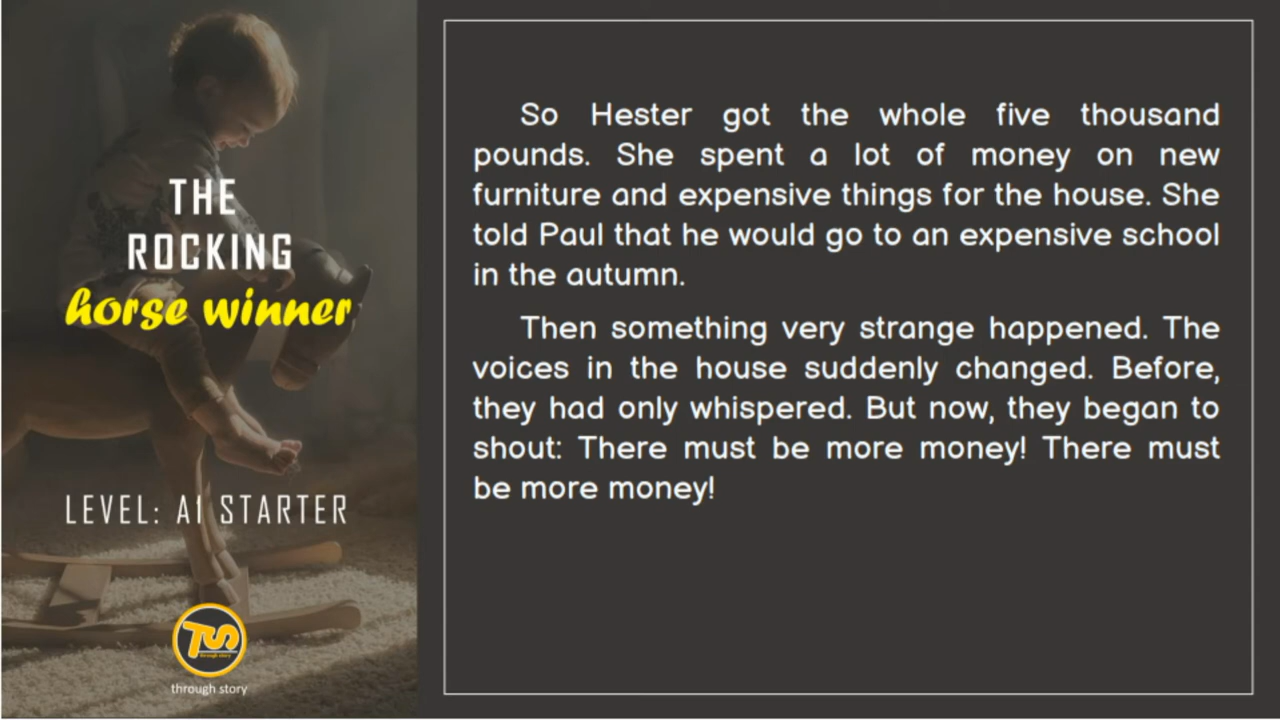 THE
ROCKING
horse winner
LEVEL: A1 STARTER
TS
through story
through story
So Hester got the whole five thousand
pounds. She spent a lot of money on new
furniture and expensive things for the house. She
told Paul that he would go to an expensive school
in the autumn.
Then something very strange happened. The
voices in the house suddenly changed. Before,
they had only whispered. But now, they began to
shout: There must be more money! There must
be more money!